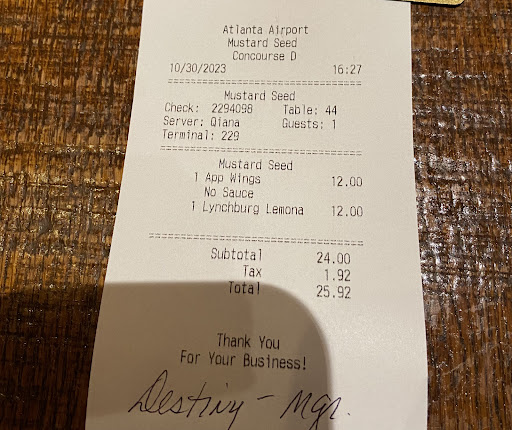 Atlanta Airport
Mustard Seed
Concourse D
10/30/2023 16:27
Mustard Seed
Check: 2294098 Table: 44
Server: Qiana Guests: 1
Terminal: 229
Mustard Seed
1 App Wings 12.00
No Sauce
1 Lynchburg Lemona 12.00
Subtotal 24.00
Tax 1.92
Total 25.92
Thank You
For Your Business!
Destiny - Mgr.